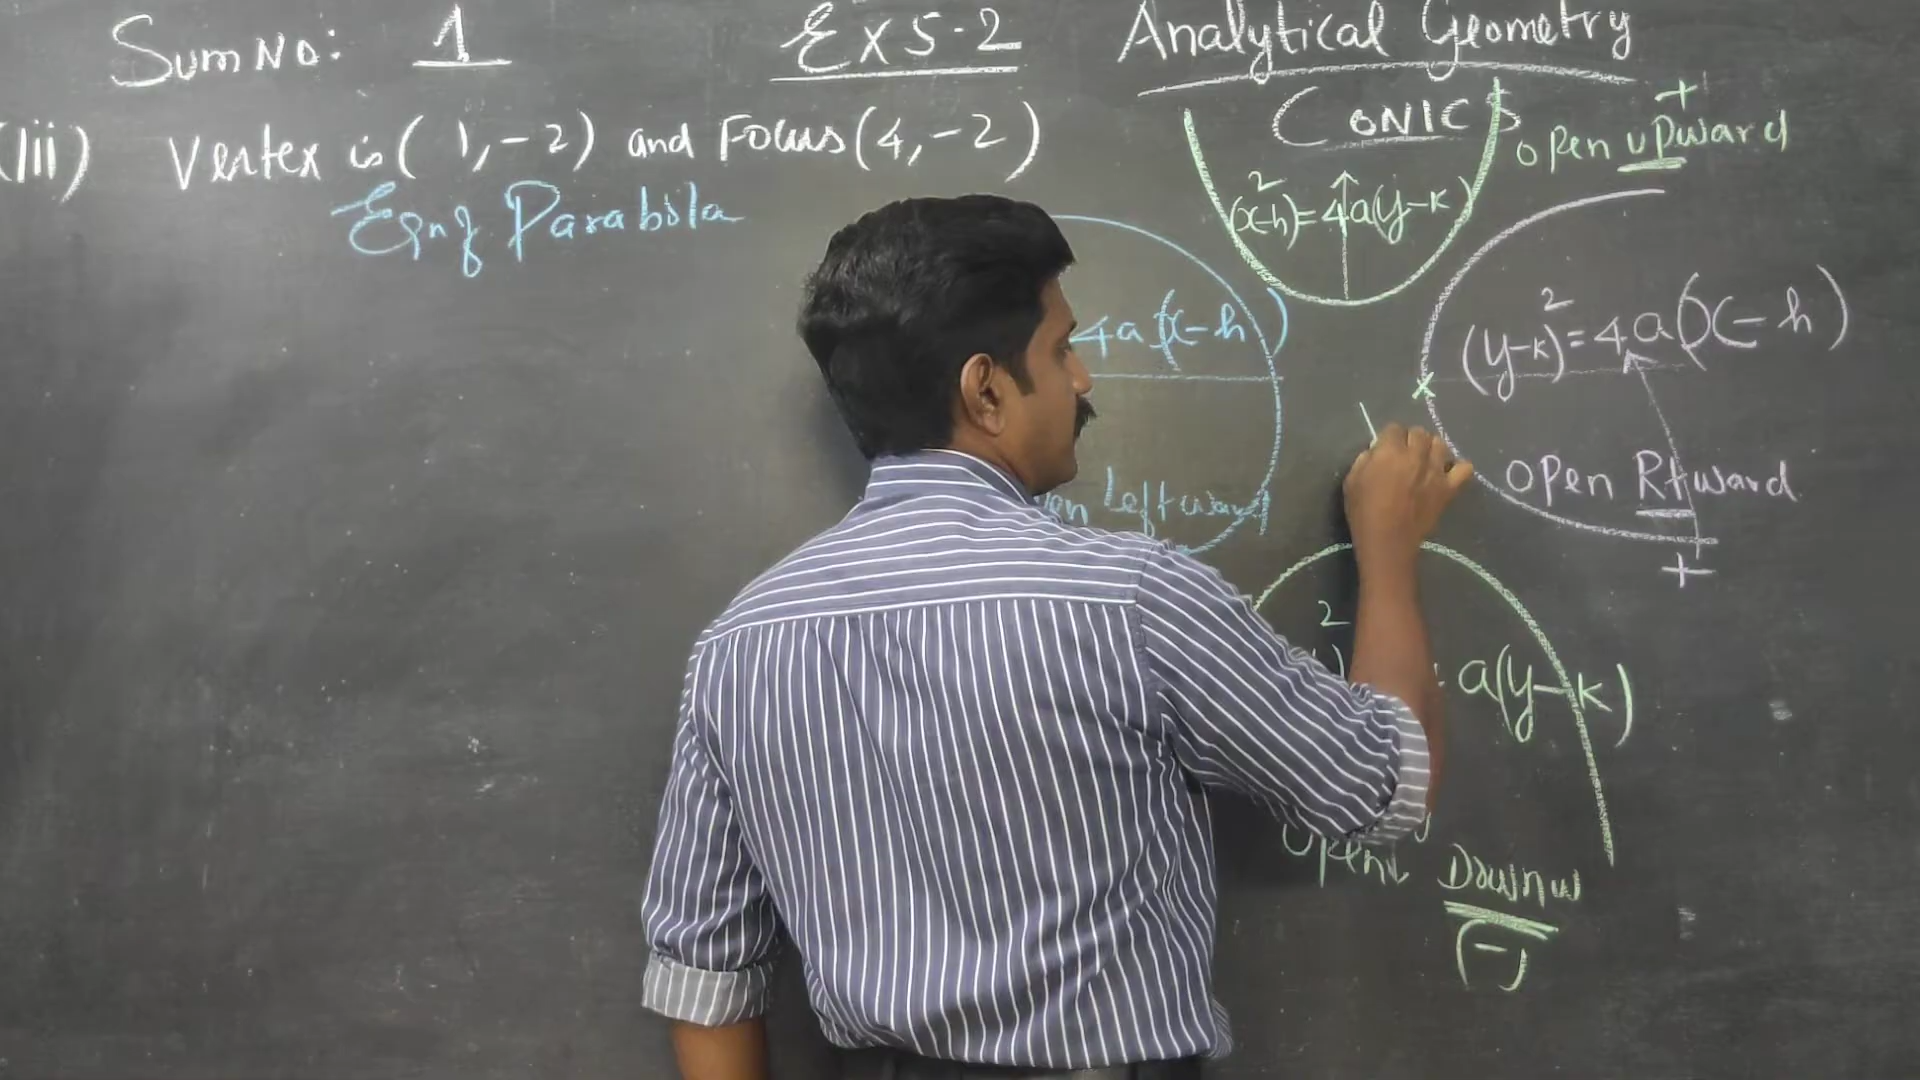 Sum No: 1
Ex 5-2
Analytical Geometry
CONICS
(iii) Vertex is (1, -2) and Focus (4, -2)
Eqn of Parabola
+
open upward
(x-h)²=4a(y-k)
4a(x-h)
Leftward
(y-k)²=4a(x-h)
open Rtward
+
2
a(y-k)
Open Downw
(-)